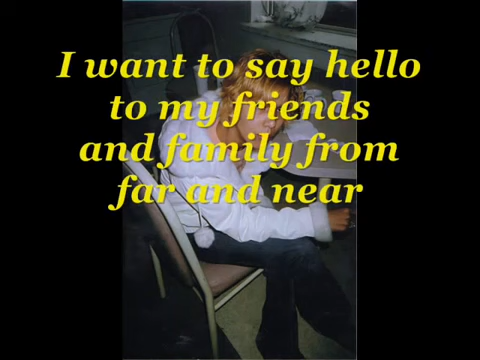 I want to say hello
to my friends
and family from
far and near